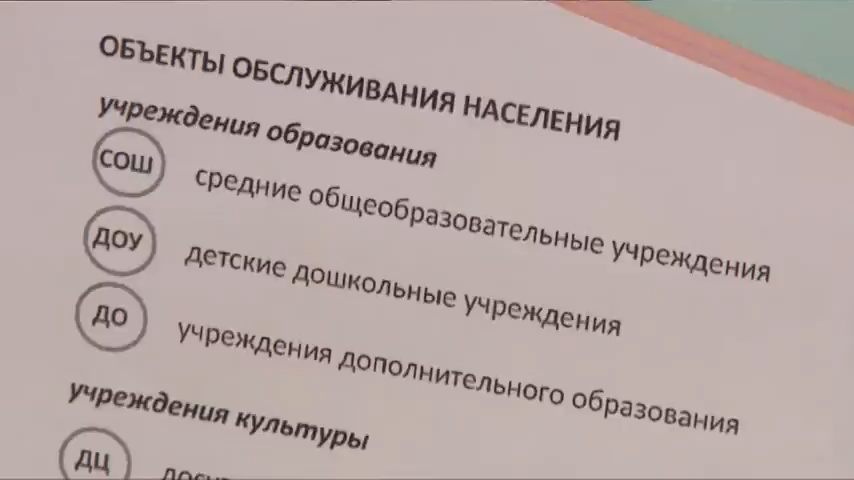 ОБЪЕКТЫ ОБСЛУЖИВАНИЯ НАСЕЛЕНИЯ
учреждения образования
СОШ средние общеобразовательные учреждения
ДОУ детские дошкольные учреждения
ДО учреждения дополнительного образования
учреждения культуры
ДЦ